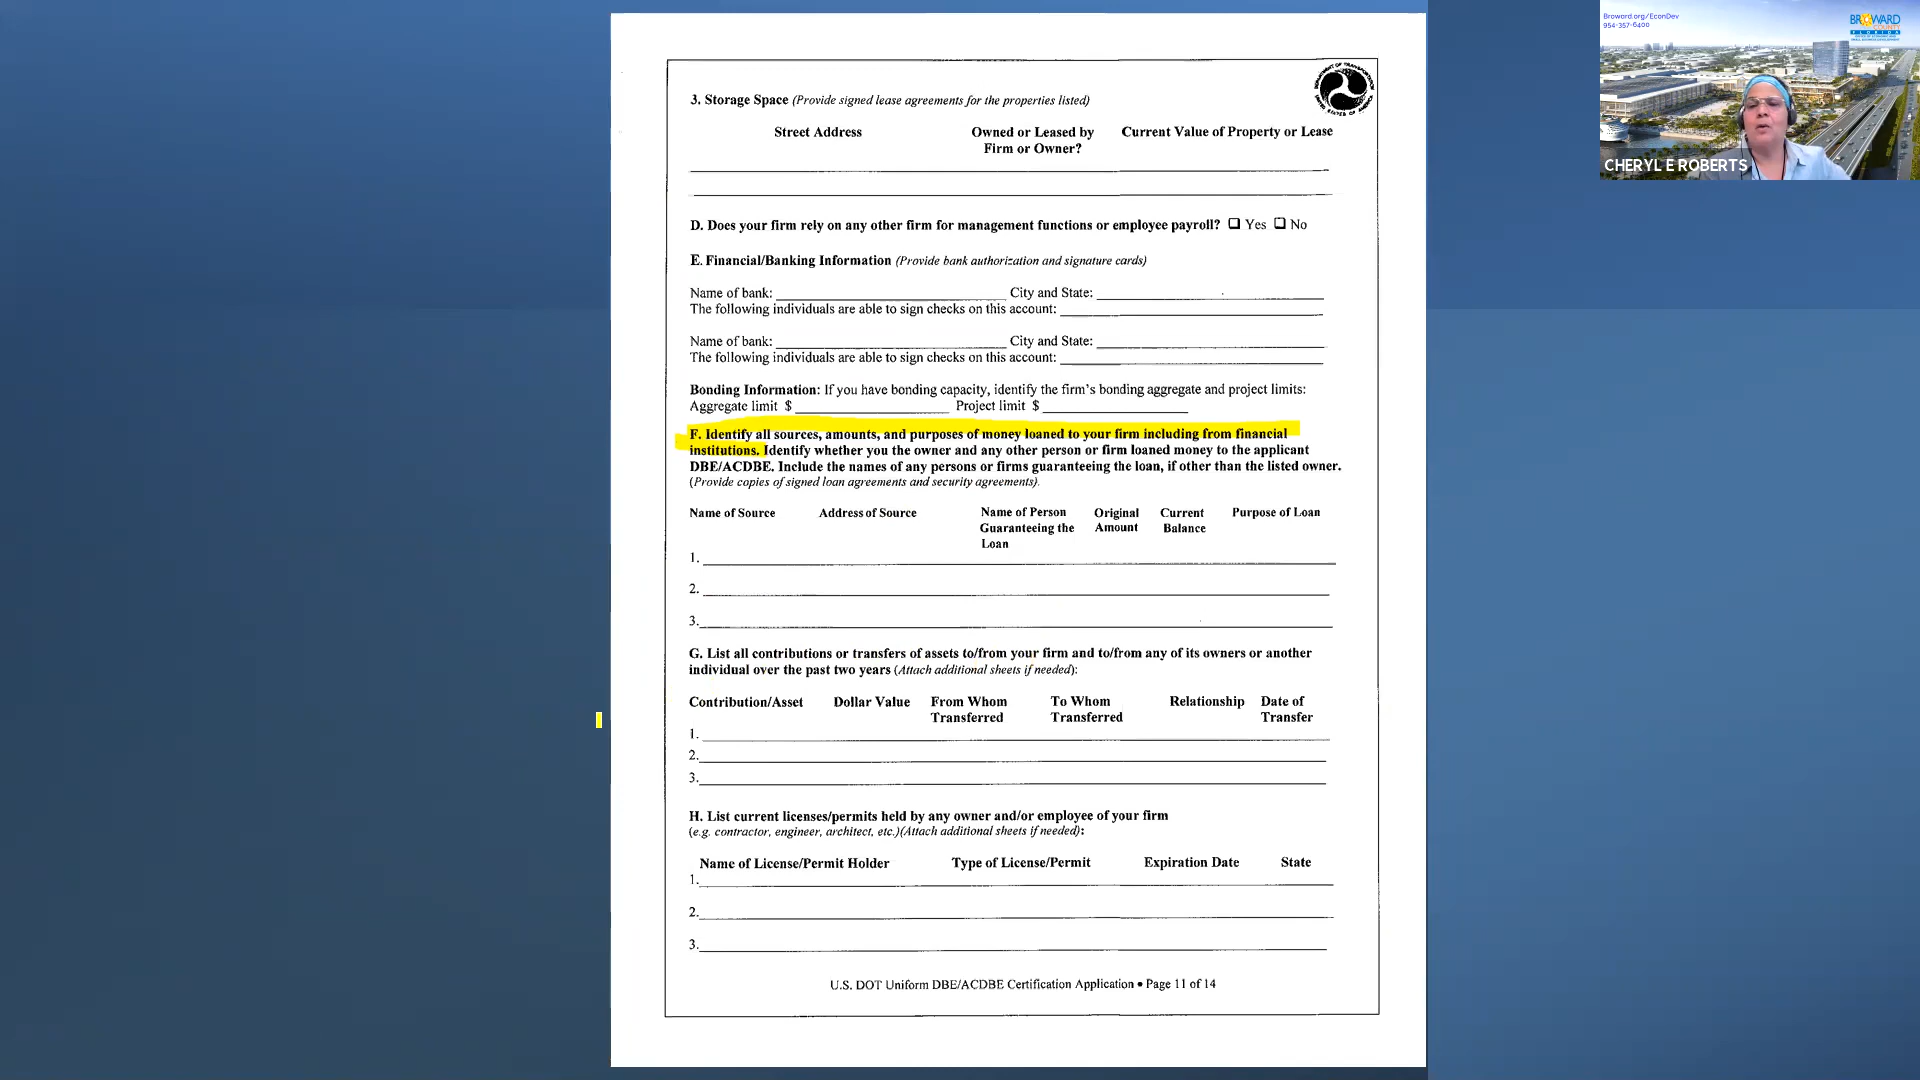 3. Storage Space (Provide signed lease agreements for the properties listed)
Street Address Owned or Leased by Current Value of Property or Lease
Firm or Owner?
D. Does your firm rely on any other firm for management functions or employee payroll? Yes No
E. Financial/Banking Information (Provide bank authorization and signature cards)
Name of bank: City and State:
The following individuals are able to sign checks on this account:
Name of bank: City and State:
The following individuals are able to sign checks on this account:
Bonding Information: If you have bonding capacity, identify the firm's bonding aggregate and project limits:
Aggregate limit $ Project limit $
F. Identify all sources, amounts, and purposes of money loaned to your firm including from financial
institutions. Identify whether you the owner and any other person or firm loaned money to the applicant
DBE/ACDBE. Include the names of any persons or firms guaranteeing the loan, if other than the listed owner.
(Provide copies of signed loan agreements and security agreements).
Name of Source Address of Source Name of Person Original Current Purpose of Loan
Guaranteeing the Amount Balance
Loan
1.
2.
3.
G. List all contributions or transfers of assets to/from your firm and to/from any of its owners or another
individual over the past two years (Attach additional sheets if needed):
Contribution/Asset Dollar Value From Whom To Whom Relationship Date of
Transferred Transferred Transfer
1.
2.
3.
H. List current licenses/permits held by any owner and/or employee of your firm
(e.g. contractor, engineer, architect, etc.)(Attach additional sheets if needed):
Name of License/Permit Holder Type of License/Permit Expiration Date State
1.
2.
3.
U.S. DOT Uniform DBE/ACDBE Certification Application • Page 11 of 14
Broward.org/EconDev
954-357-6400
BROWARD
COUNTY
FLORIDA
CHERYL E ROBERTS